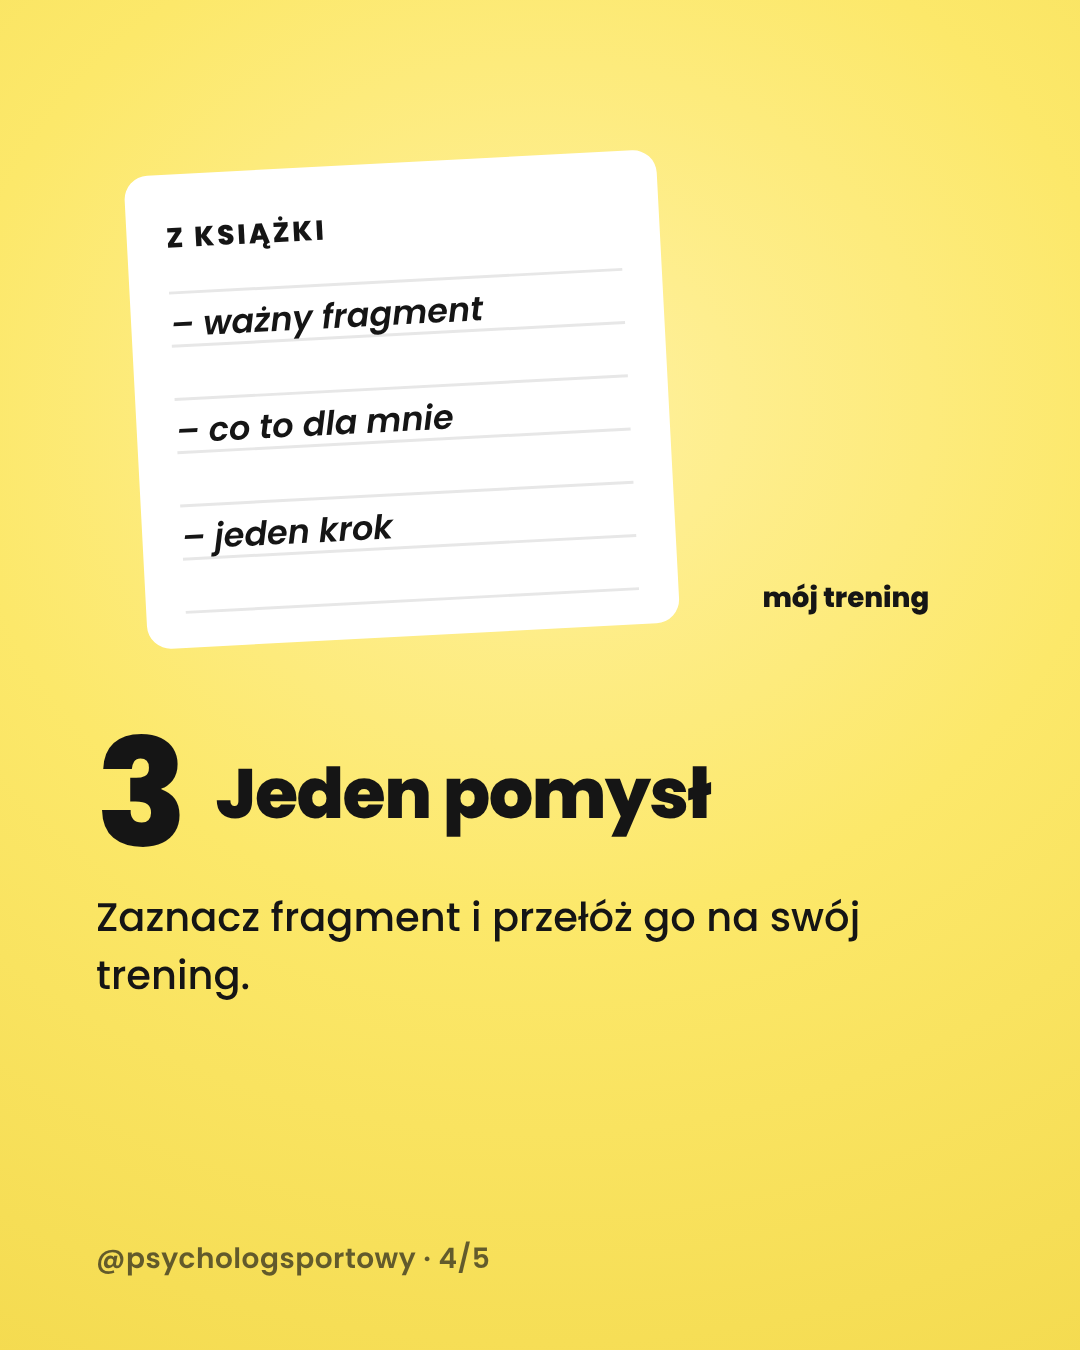 Z KSIĄŻKI
– ważny fragment
– co to dla mnie
– jeden krok
mój trening
3 Jeden pomysł
Zaznacz fragment i przełóż go na swój
trening.
@psychologsportowy · 4/5